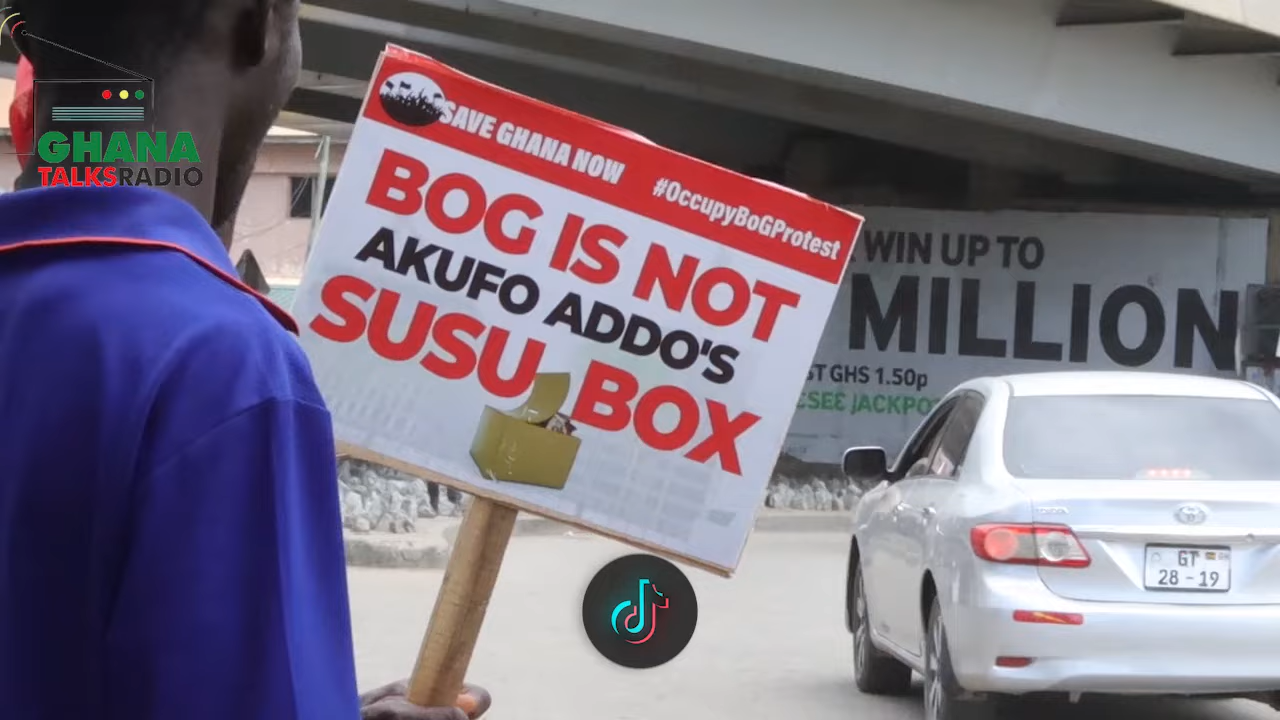 GHANA
TALKSRADIO
SAVE GHANA NOW #OccupyBoGProtest
BOG IS NOT
AKUFO ADDO'S
SUSU BOX
WIN UP TO
MILLION
GHS 1.50p
GT
28 - 19